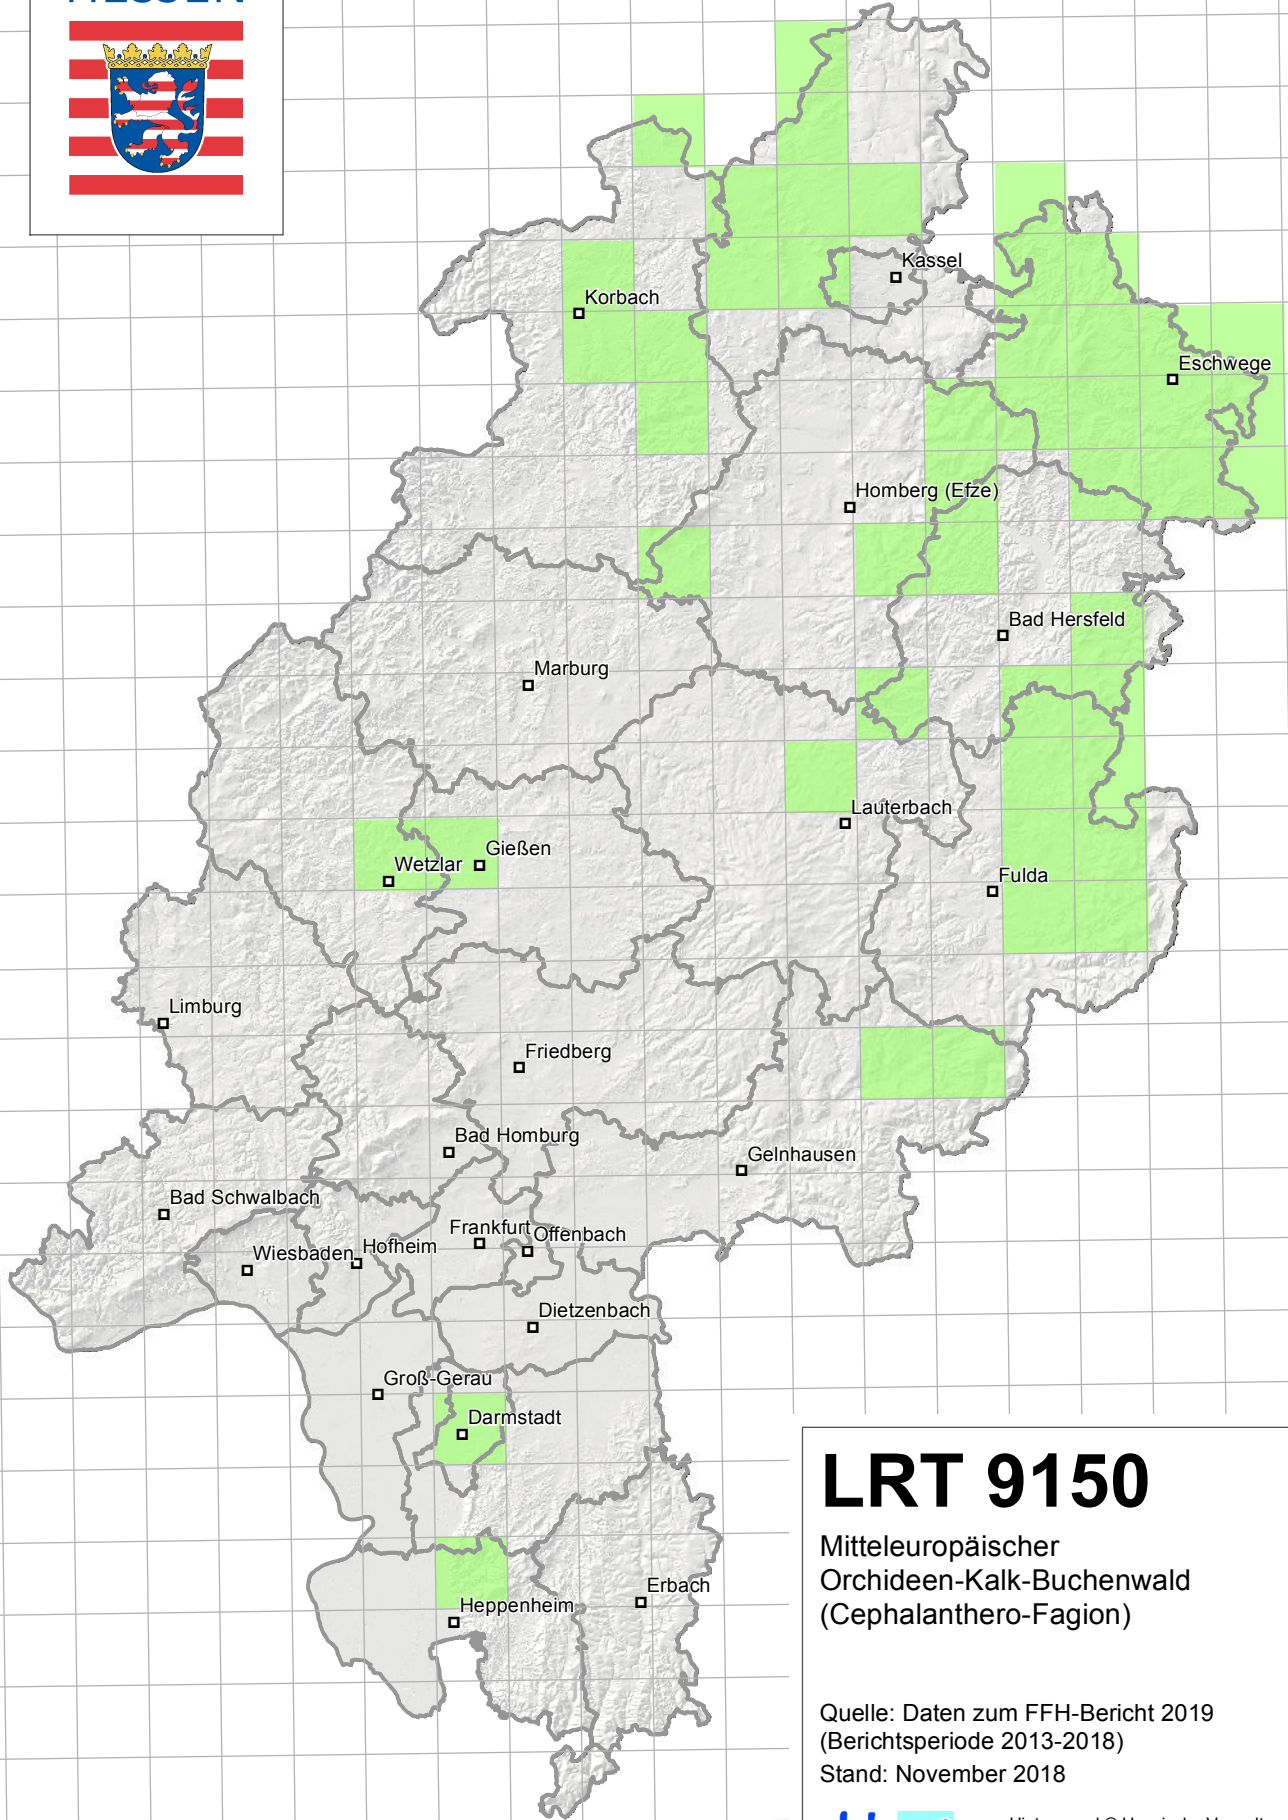 HESSEN
Kassel
Korbach
Eschwege
Homberg (Efze)
Bad Hersfeld
Marburg
Lauterbach
Gießen
Wetzlar
Fulda
Limburg
Friedberg
Bad Homburg
Gelnhausen
Bad Schwalbach
Frankfurt
Offenbach
Wiesbaden
Hofheim
Dietzenbach
Groß-Gerau
Darmstadt
Erbach
Heppenheim
LRT 9150
Mitteleuropäischer
Orchideen-Kalk-Buchenwald
(Cephalanthero-Fagion)
Quelle: Daten zum FFH-Bericht 2019
(Berichtsperiode 2013-2018)
Stand: November 2018